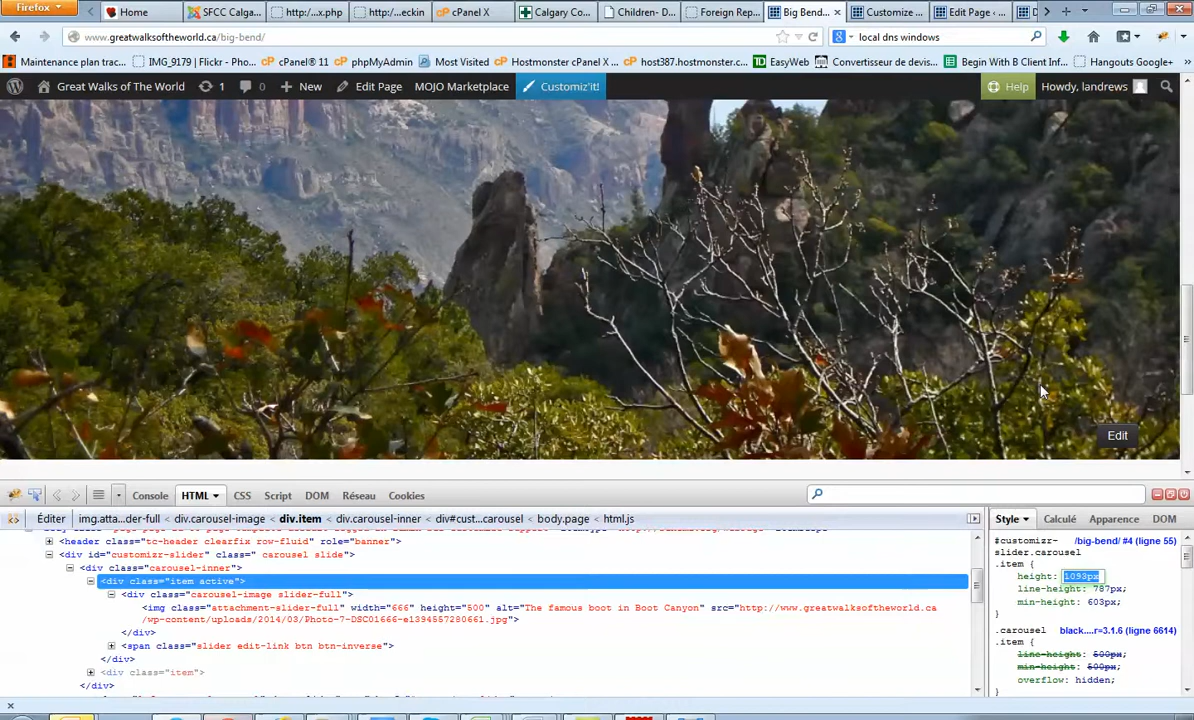 Firefox
Home
SFCC Calga...
http:/...x.php
http:/...eckin
cPanel X
Calgary Co...
Children- D...
Foreign Rep...
Big Bend...
Customize ...
Edit Page ‹ ...
www.greatwalksoftheworld.ca/big-bend/
local dns windows
Maintenance plan trac...
IMG_9179 | Flickr - Pho...
cPanel® 11
phpMyAdmin
Most Visited
Hostmonster cPanel X ...
host387.hostmonster.c...
EasyWeb
Convertisseur de devis...
Begin With B Client Inf...
Hangouts Google+
Great Walks of The World
1
0
New
Edit Page
MOJO Marketplace
Customiz'it!
Help
Howdy, landrews
Edit
Console
HTML
CSS
Script
DOM
Réseau
Cookies
Éditer
img.atta...der-full
div.carousel-image
div.item
div.carousel-inner
div#cust...carousel
body.page
html.js
Style
Calculé
Apparence
DOM
<header class="tc-header clearfix row-fluid" role="banner">
<div id="customizr-slider" class=" carousel slide">
<div class="carousel-inner">
<div class="item active">
<div class="carousel-image slider-full">
<img class="attachment-slider-full" width="666" height="500" alt="The famous boot in Boot Canyon" src="http://www.greatwalksoftheworld.ca
/wp-content/uploads/2014/03/Photo-7-DSC01666-e1394557280661.jpg">
</div>
<span class="slider edit-link btn btn-inverse">
</div>
<div class="item">
</div>
#customizr-
/big-bend/ #4 (ligne 55)
slider.carousel
.item {
height: 1093px
line-height: 787px;
min-height: 603px;
}
.carousel
black....r=3.1.6 (ligne 6614)
.item {
line-height: 500px;
min-height: 500px;
overflow: hidden;
}